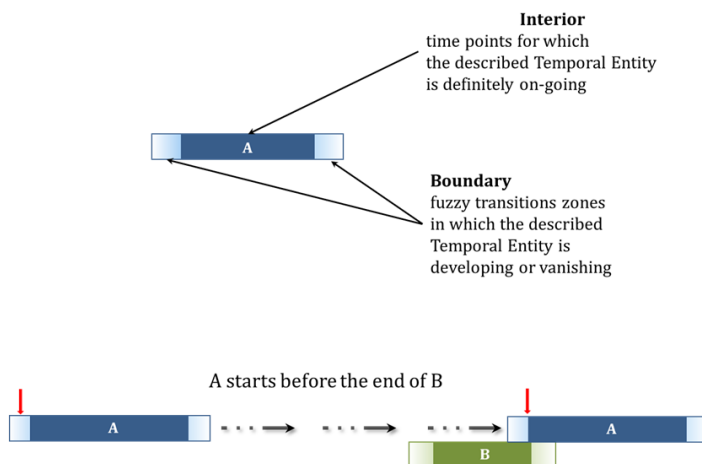 Interior
time points for which
the described Temporal Entity
is definitely on-going
A
Boundary
fuzzy transitions zones
in which the described
Temporal Entity is
developing or vanishing
A starts before the end of B
A
A
B